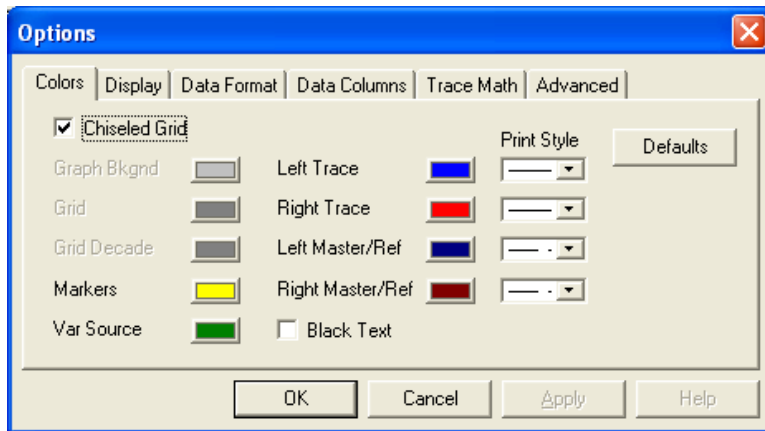 Options
Colors Display Data Format Data Columns Trace Math Advanced
Chiseled Grid
Print Style
Defaults
Graph Bkgnd Left Trace
Grid Right Trace
Grid Decade Left Master/Ref
Markers Right Master/Ref
Var Source Black Text
OK Cancel Apply Help